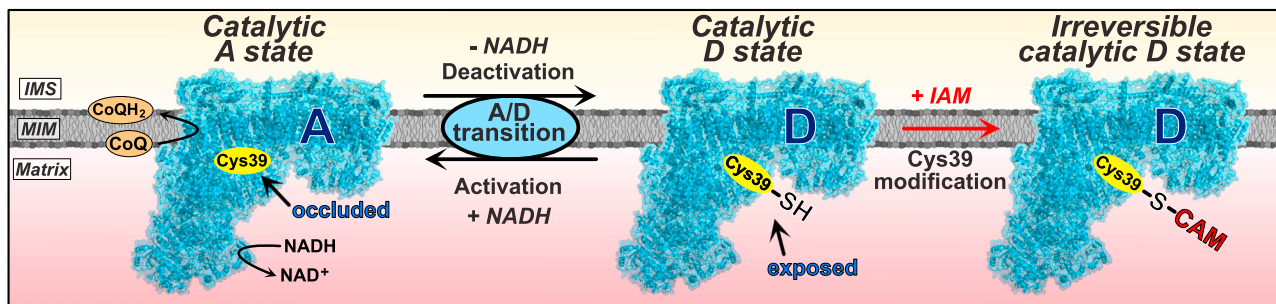 Catalytic
A state
- NADH
Deactivation
A/D
transition
Activation
+ NADH
Catalytic
D state
Irreversible
catalytic D state
IMS
MIM
Matrix
CoQH₂
CoQ
A
Cys39
occluded
NADH
NAD⁺
D
Cys39-SH
exposed
+ IAM
Cys39
modification
D
Cys39-S-CAM